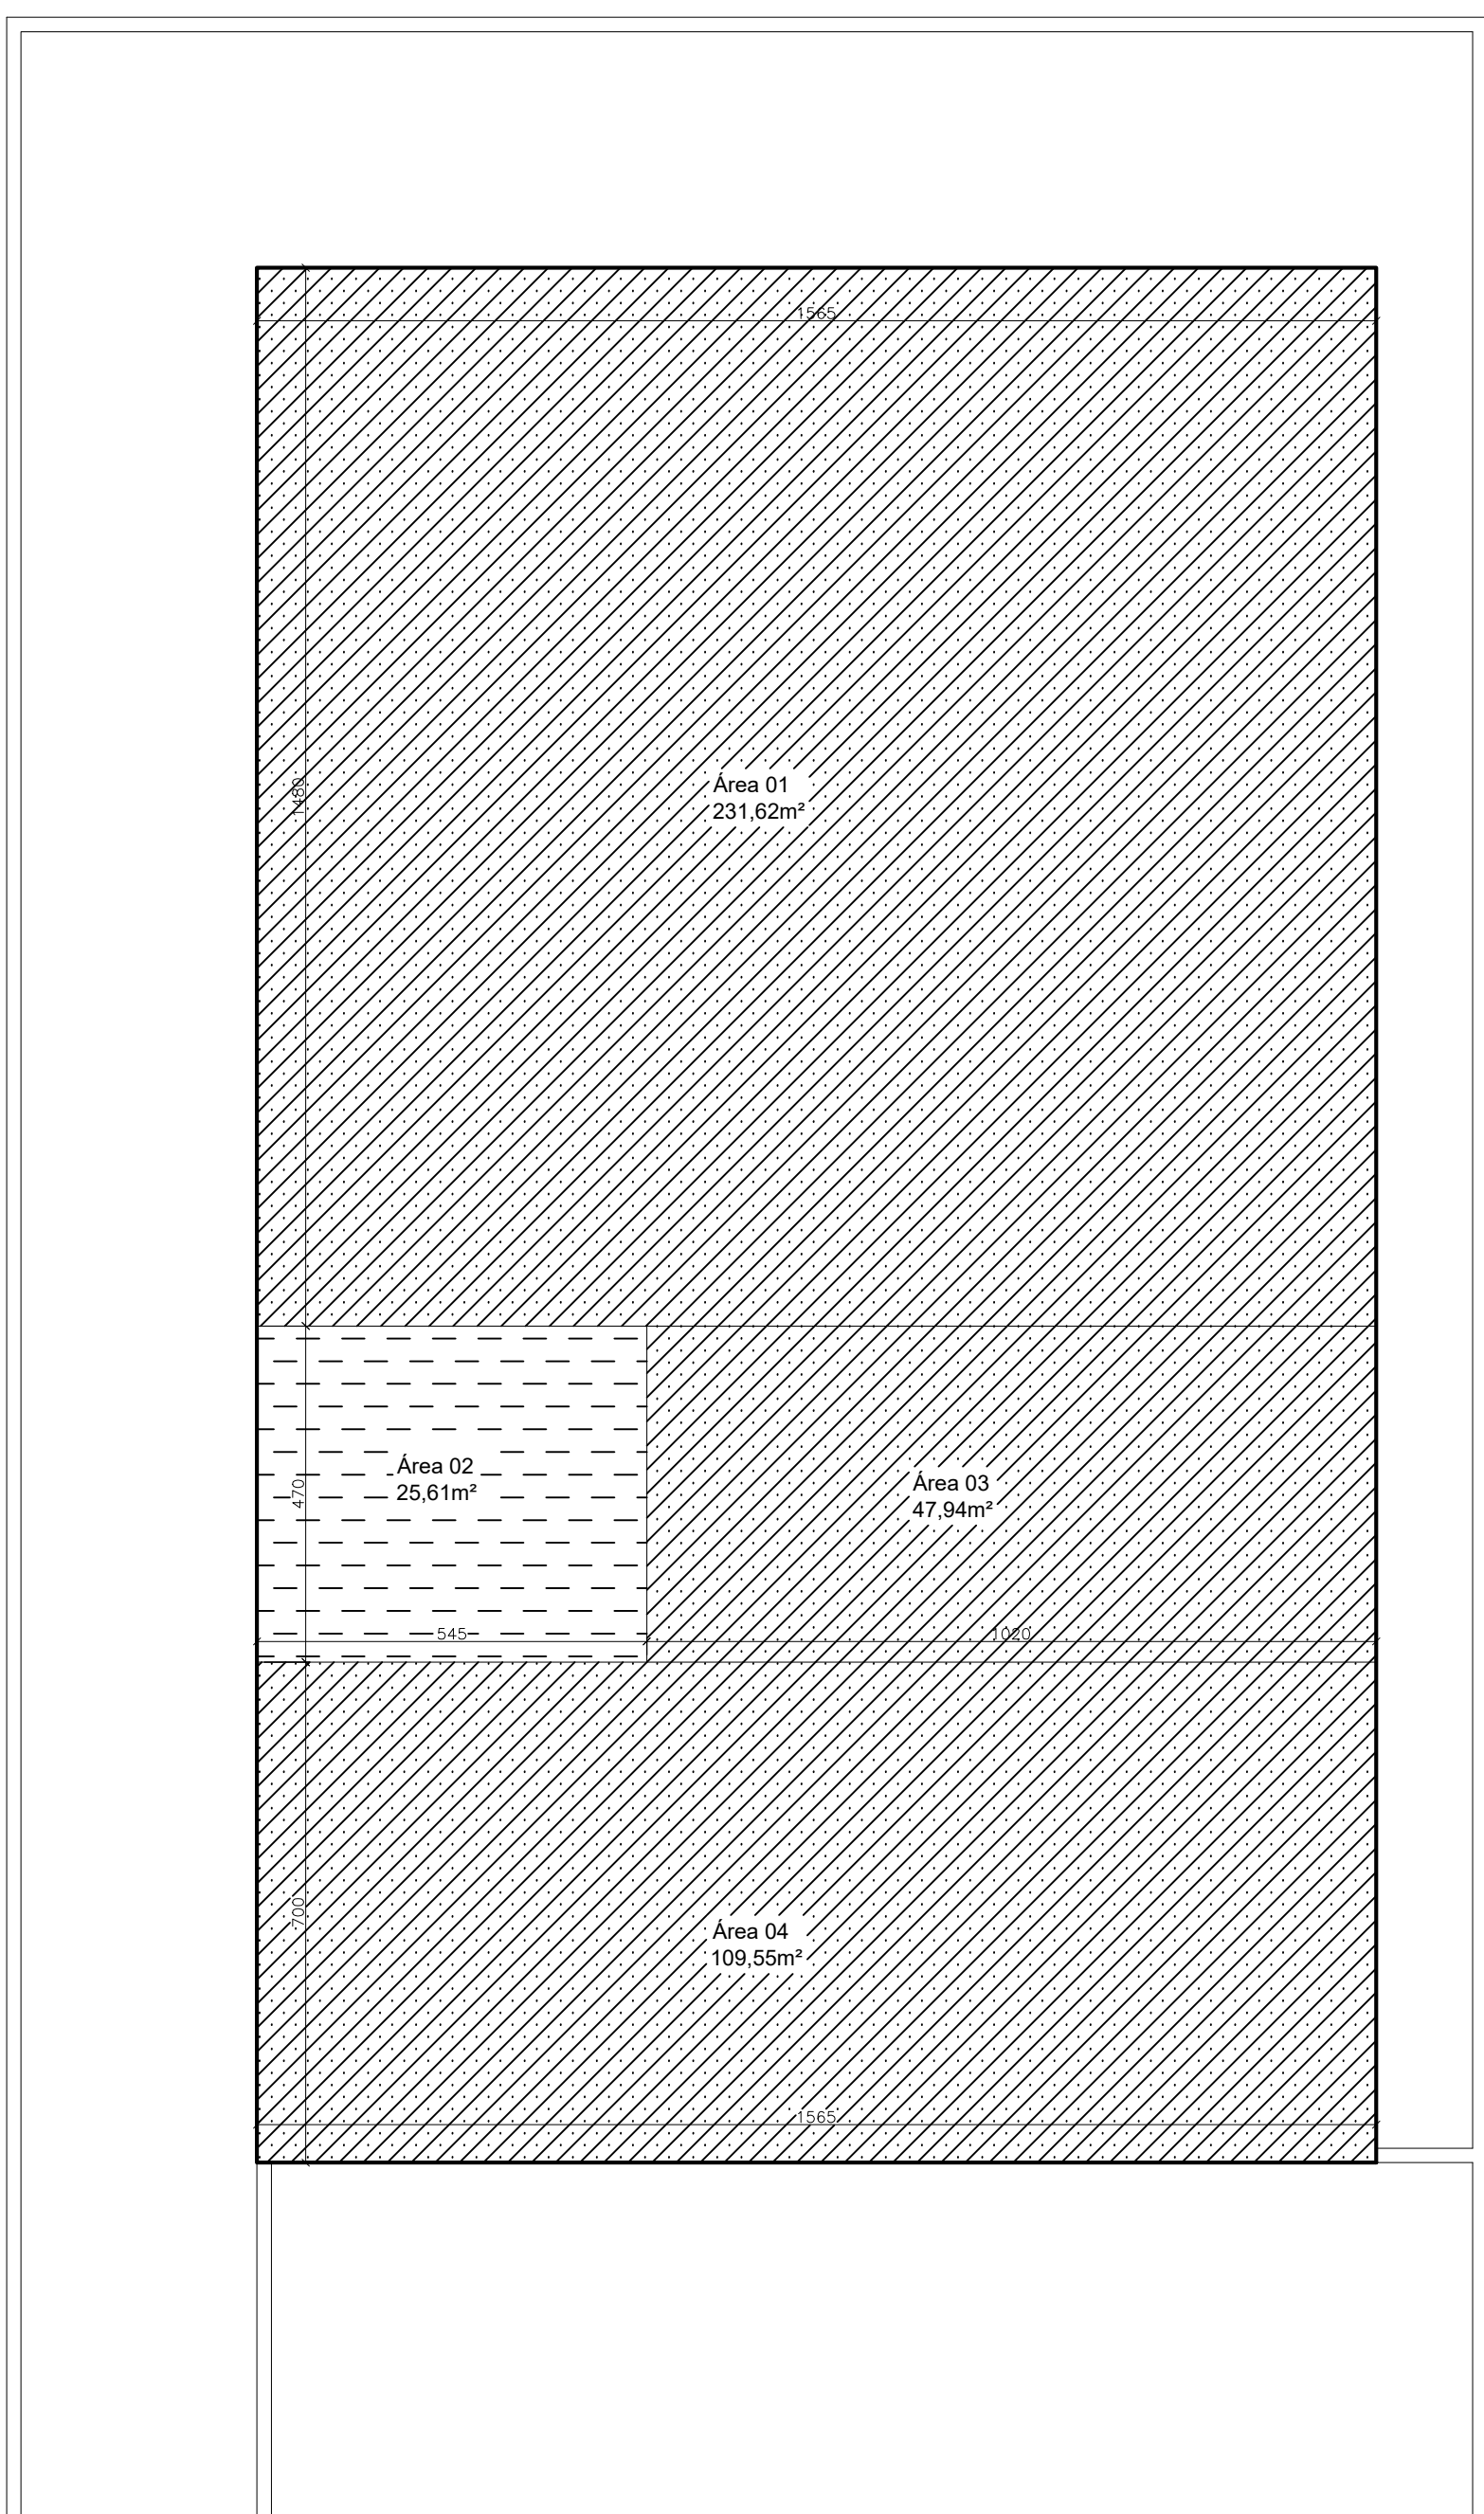 1565
1480
Área 01
231,62m²
Área 02
25,61m²
470
Área 03
47,94m²
545
1020
700
Área 04
109,55m²
1565